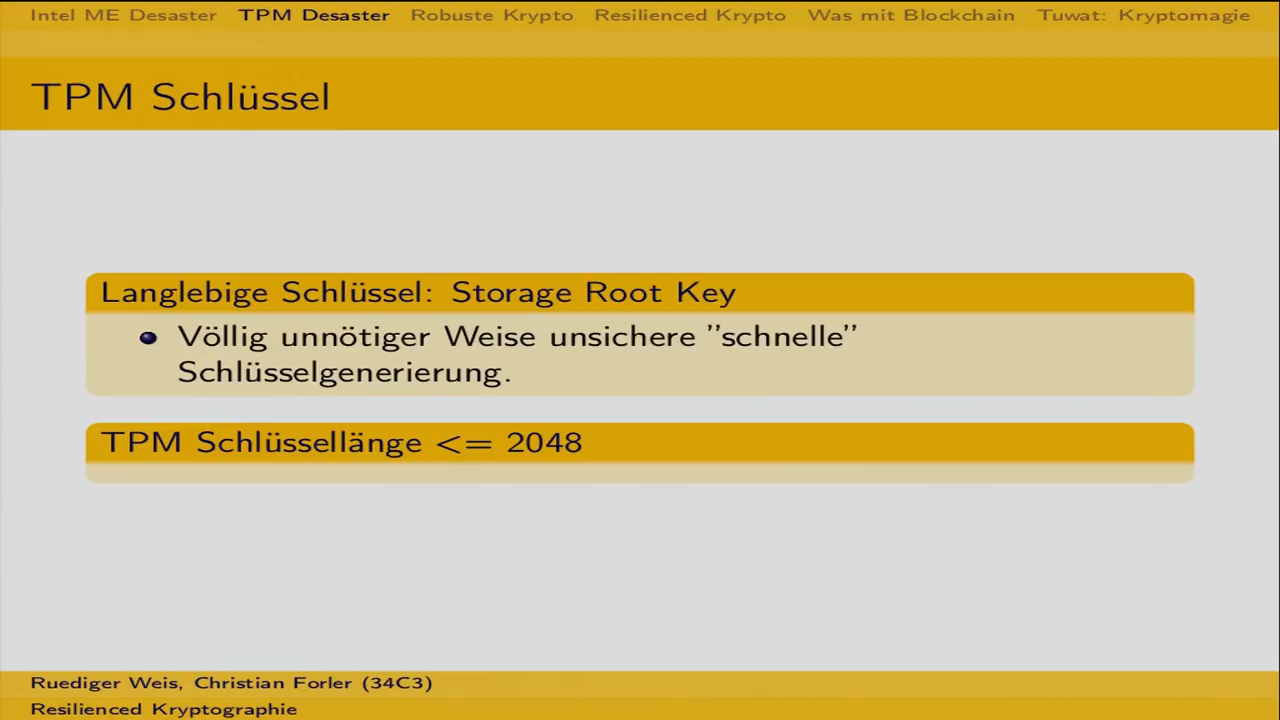 Intel ME Desaster TPM Desaster Robuste Krypto Resilienced Krypto Was mit Blockchain Tuwat: Kryptomagie
TPM Schlüssel
Langlebige Schlüssel: Storage Root Key
Völlig unnötiger Weise unsichere ”schnelle”
Schlüsselgenerierung.
TPM Schlüssellänge <= 2048
Ruediger Weis, Christian Forler (34C3)
Resilienced Kryptographie